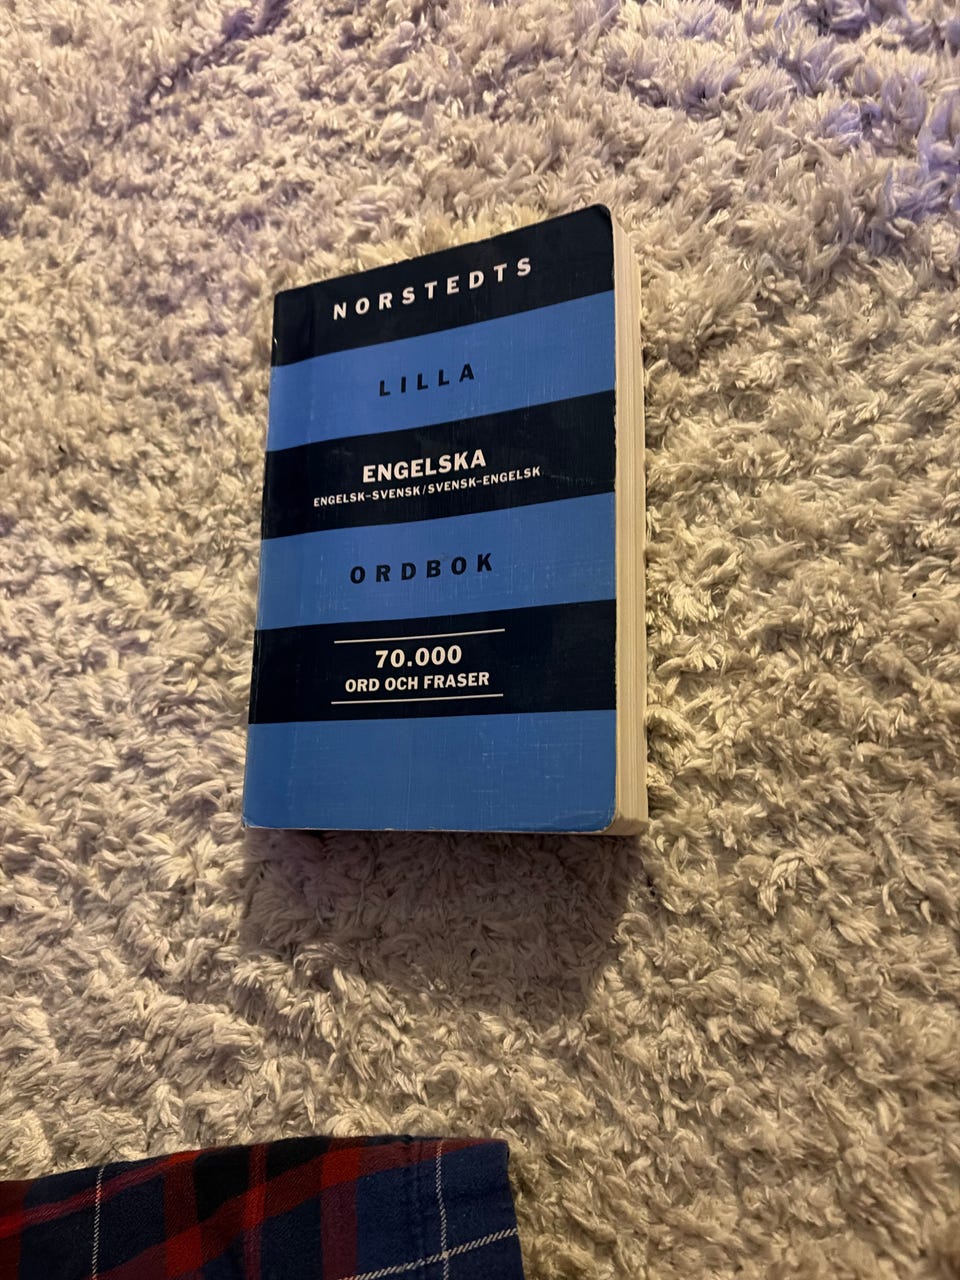 NORSTEDTS
LILLA
ENGELSKA
ENGELSK–SVENSK/SVENSK–ENGELSK
ORDBOK
70.000
ORD OCH FRASER